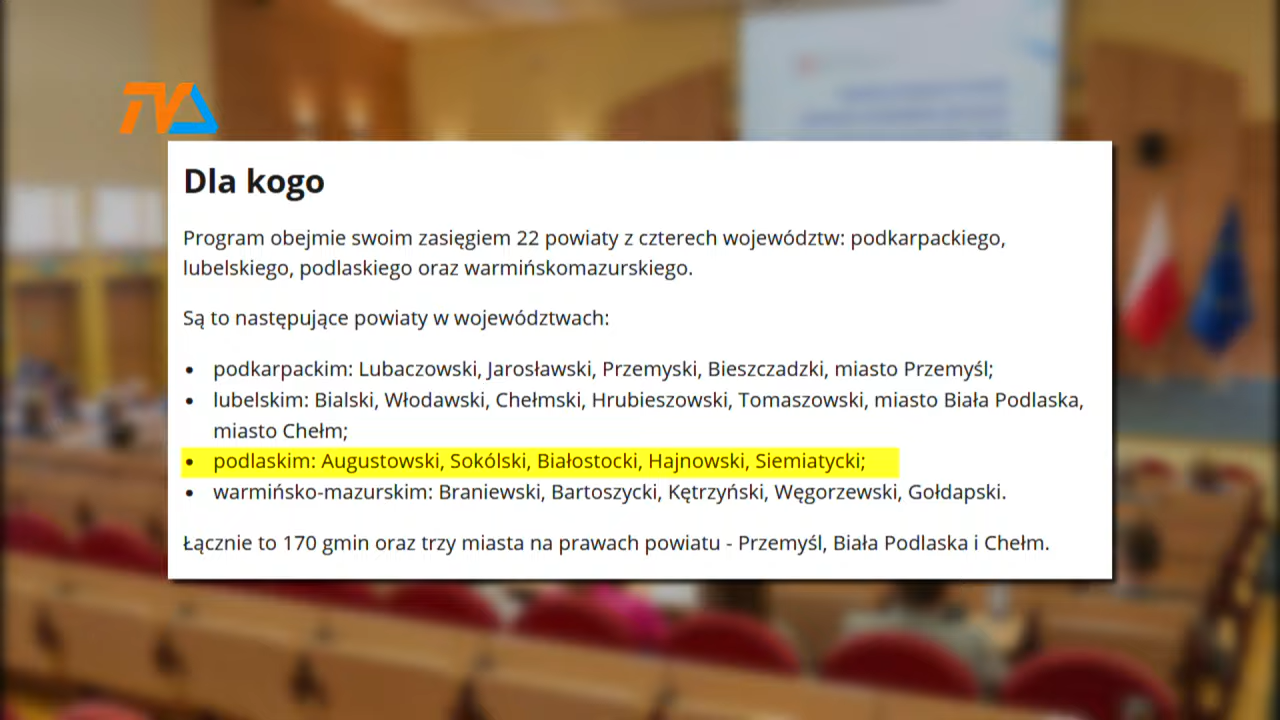 TVA
Dla kogo
Program obejmie swoim zasięgiem 22 powiaty z czterech województw: podkarpackiego,
lubelskiego, podlaskiego oraz warmińskomazurskiego.
Są to następujące powiaty w województwach:
• podkarpackim: Lubaczowski, Jarosławski, Przemyski, Bieszczadzki, miasto Przemyśl;
• lubelskim: Bialski, Włodawski, Chełmski, Hrubieszowski, Tomaszowski, miasto Biała Podlaska,
miasto Chełm;
• podlaskim: Augustowski, Sokólski, Białostocki, Hajnowski, Siemiatycki;
• warmińsko-mazurskim: Braniewski, Bartoszycki, Kętrzyński, Węgorzewski, Gołdapski.
Łącznie to 170 gmin oraz trzy miasta na prawach powiatu - Przemyśl, Biała Podlaska i Chełm.